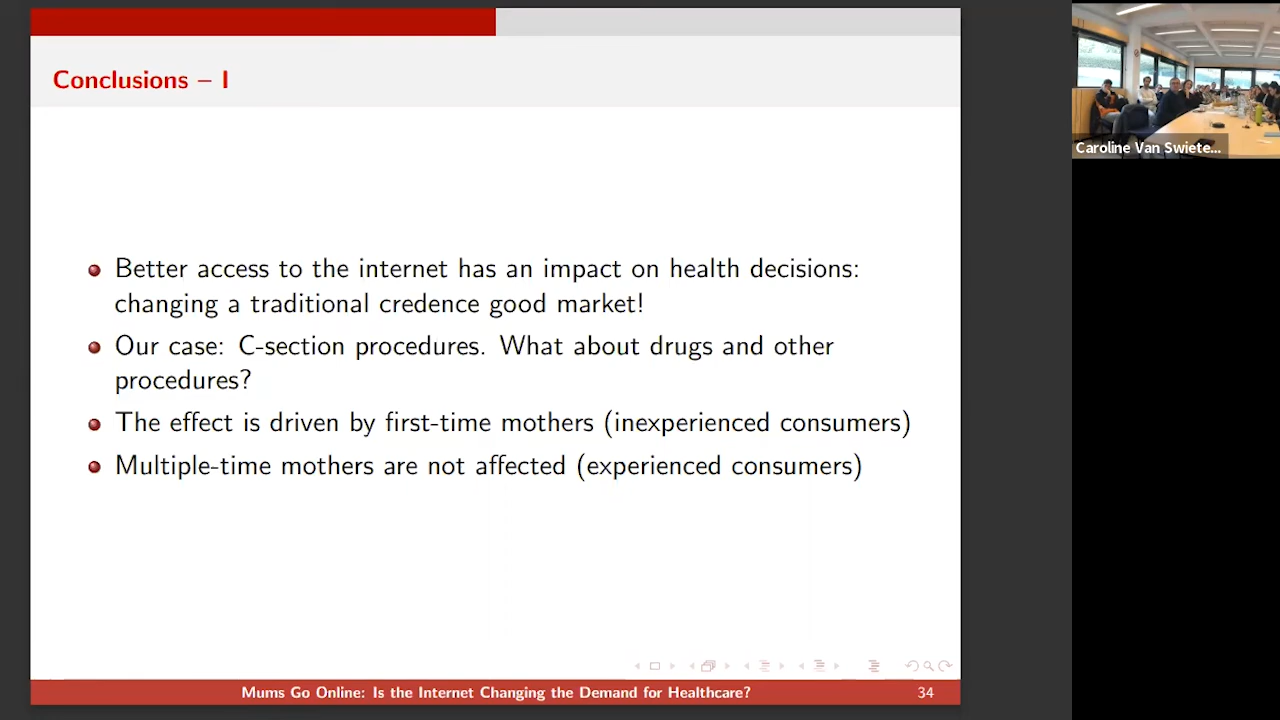 Conclusions – I
Better access to the internet has an impact on health decisions:
changing a traditional credence good market!
Our case: C-section procedures. What about drugs and other
procedures?
The effect is driven by first-time mothers (inexperienced consumers)
Multiple-time mothers are not affected (experienced consumers)
Mums Go Online: Is the Internet Changing the Demand for Healthcare?
34
Caroline Van Swiete...